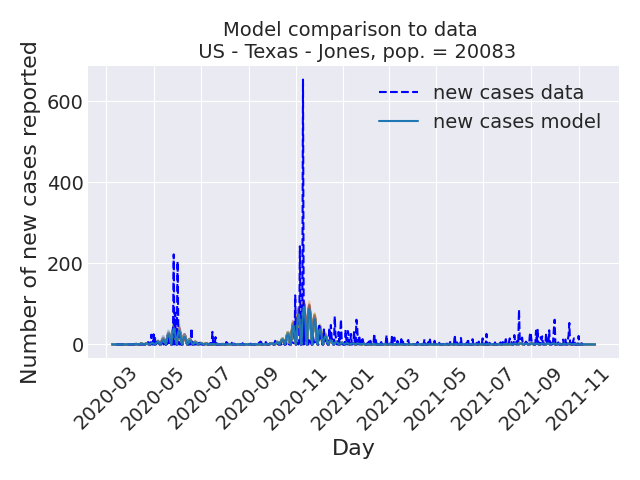 Model comparison to data
US - Texas - Jones, pop. = 20083
new cases data
new cases model
Number of new cases reported
600
400
200
0
2020-03
2020-05
2020-07
2020-09
2020-11
2021-01
2021-03
2021-05
2021-07
2021-09
2021-11
Day